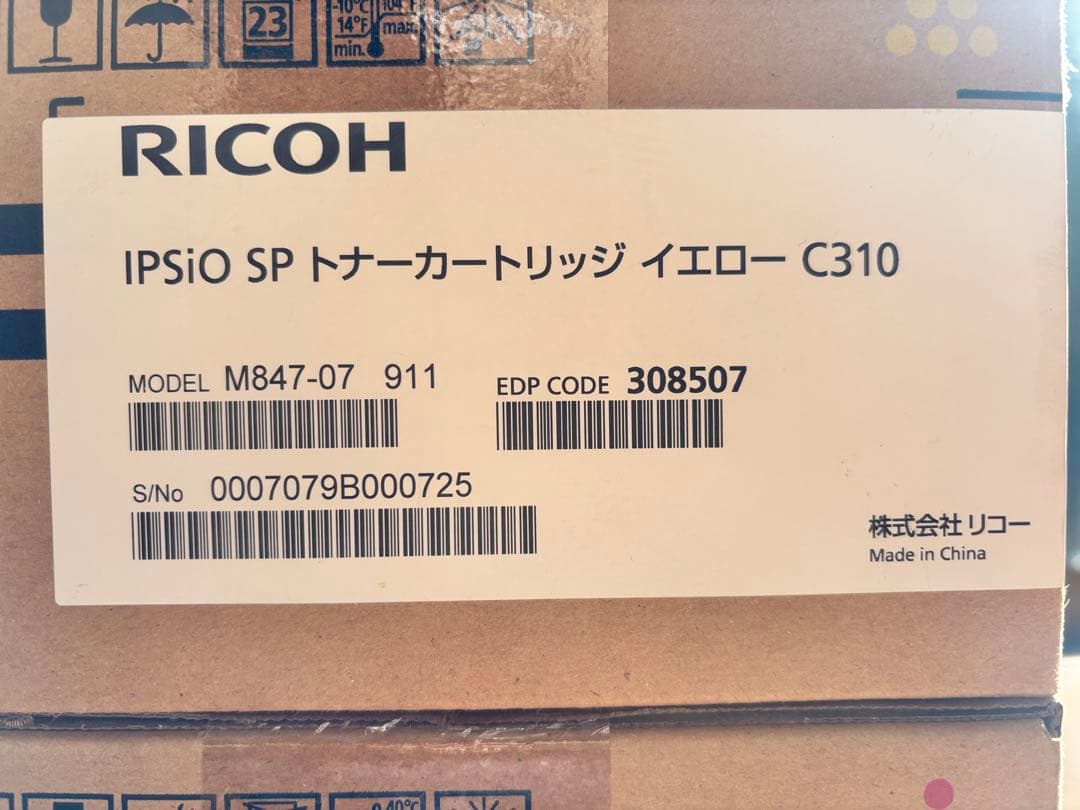 23
-10°C
14°F
min.
104°F
max.
RICOH
IPSiO SP トナーカートリッジ イエロー C310
MODEL M847-07 911
EDP CODE 308507
S/No 0007079B000725
株式会社 リコー
Made in China